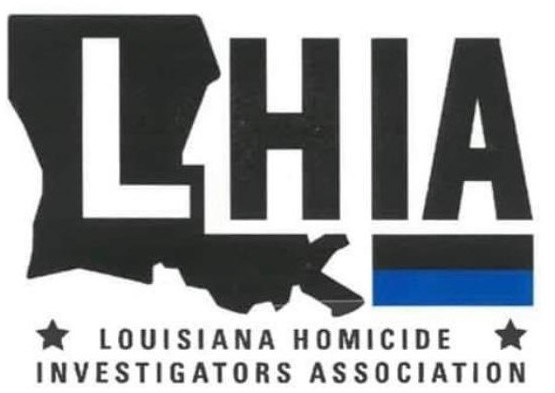 LHIA
LOUISIANA HOMICIDE
INVESTIGATORS ASSOCIATION